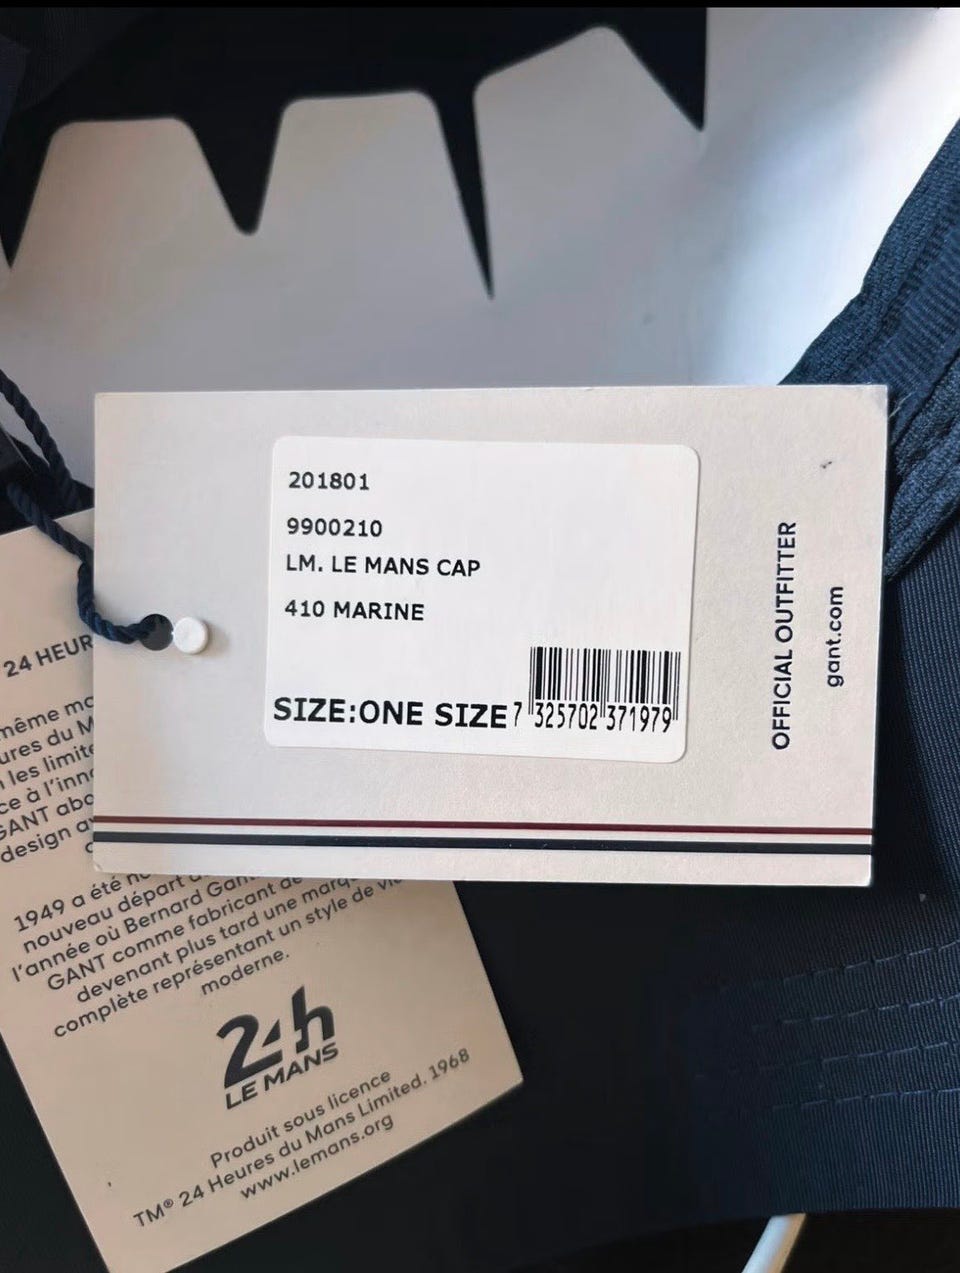 201801
9900210
LM. LE MANS CAP
410 MARINE
SIZE:ONE SIZE
7 325702 371979
OFFICIAL OUTFITTER
gant.com
24 HEUR
même
ures du M
les limite
ce à l'inn
GANT abo
design a
1949 a été
nouveau départ
l'année où Bernard Gan
GANT comme fabricant de
devenant plus tard une marq
complète représentant un style de vi
moderne.
24h
LE MANS
Produit sous licence
TM® 24 Heures du Mans Limited. 1968
www.lemans.org